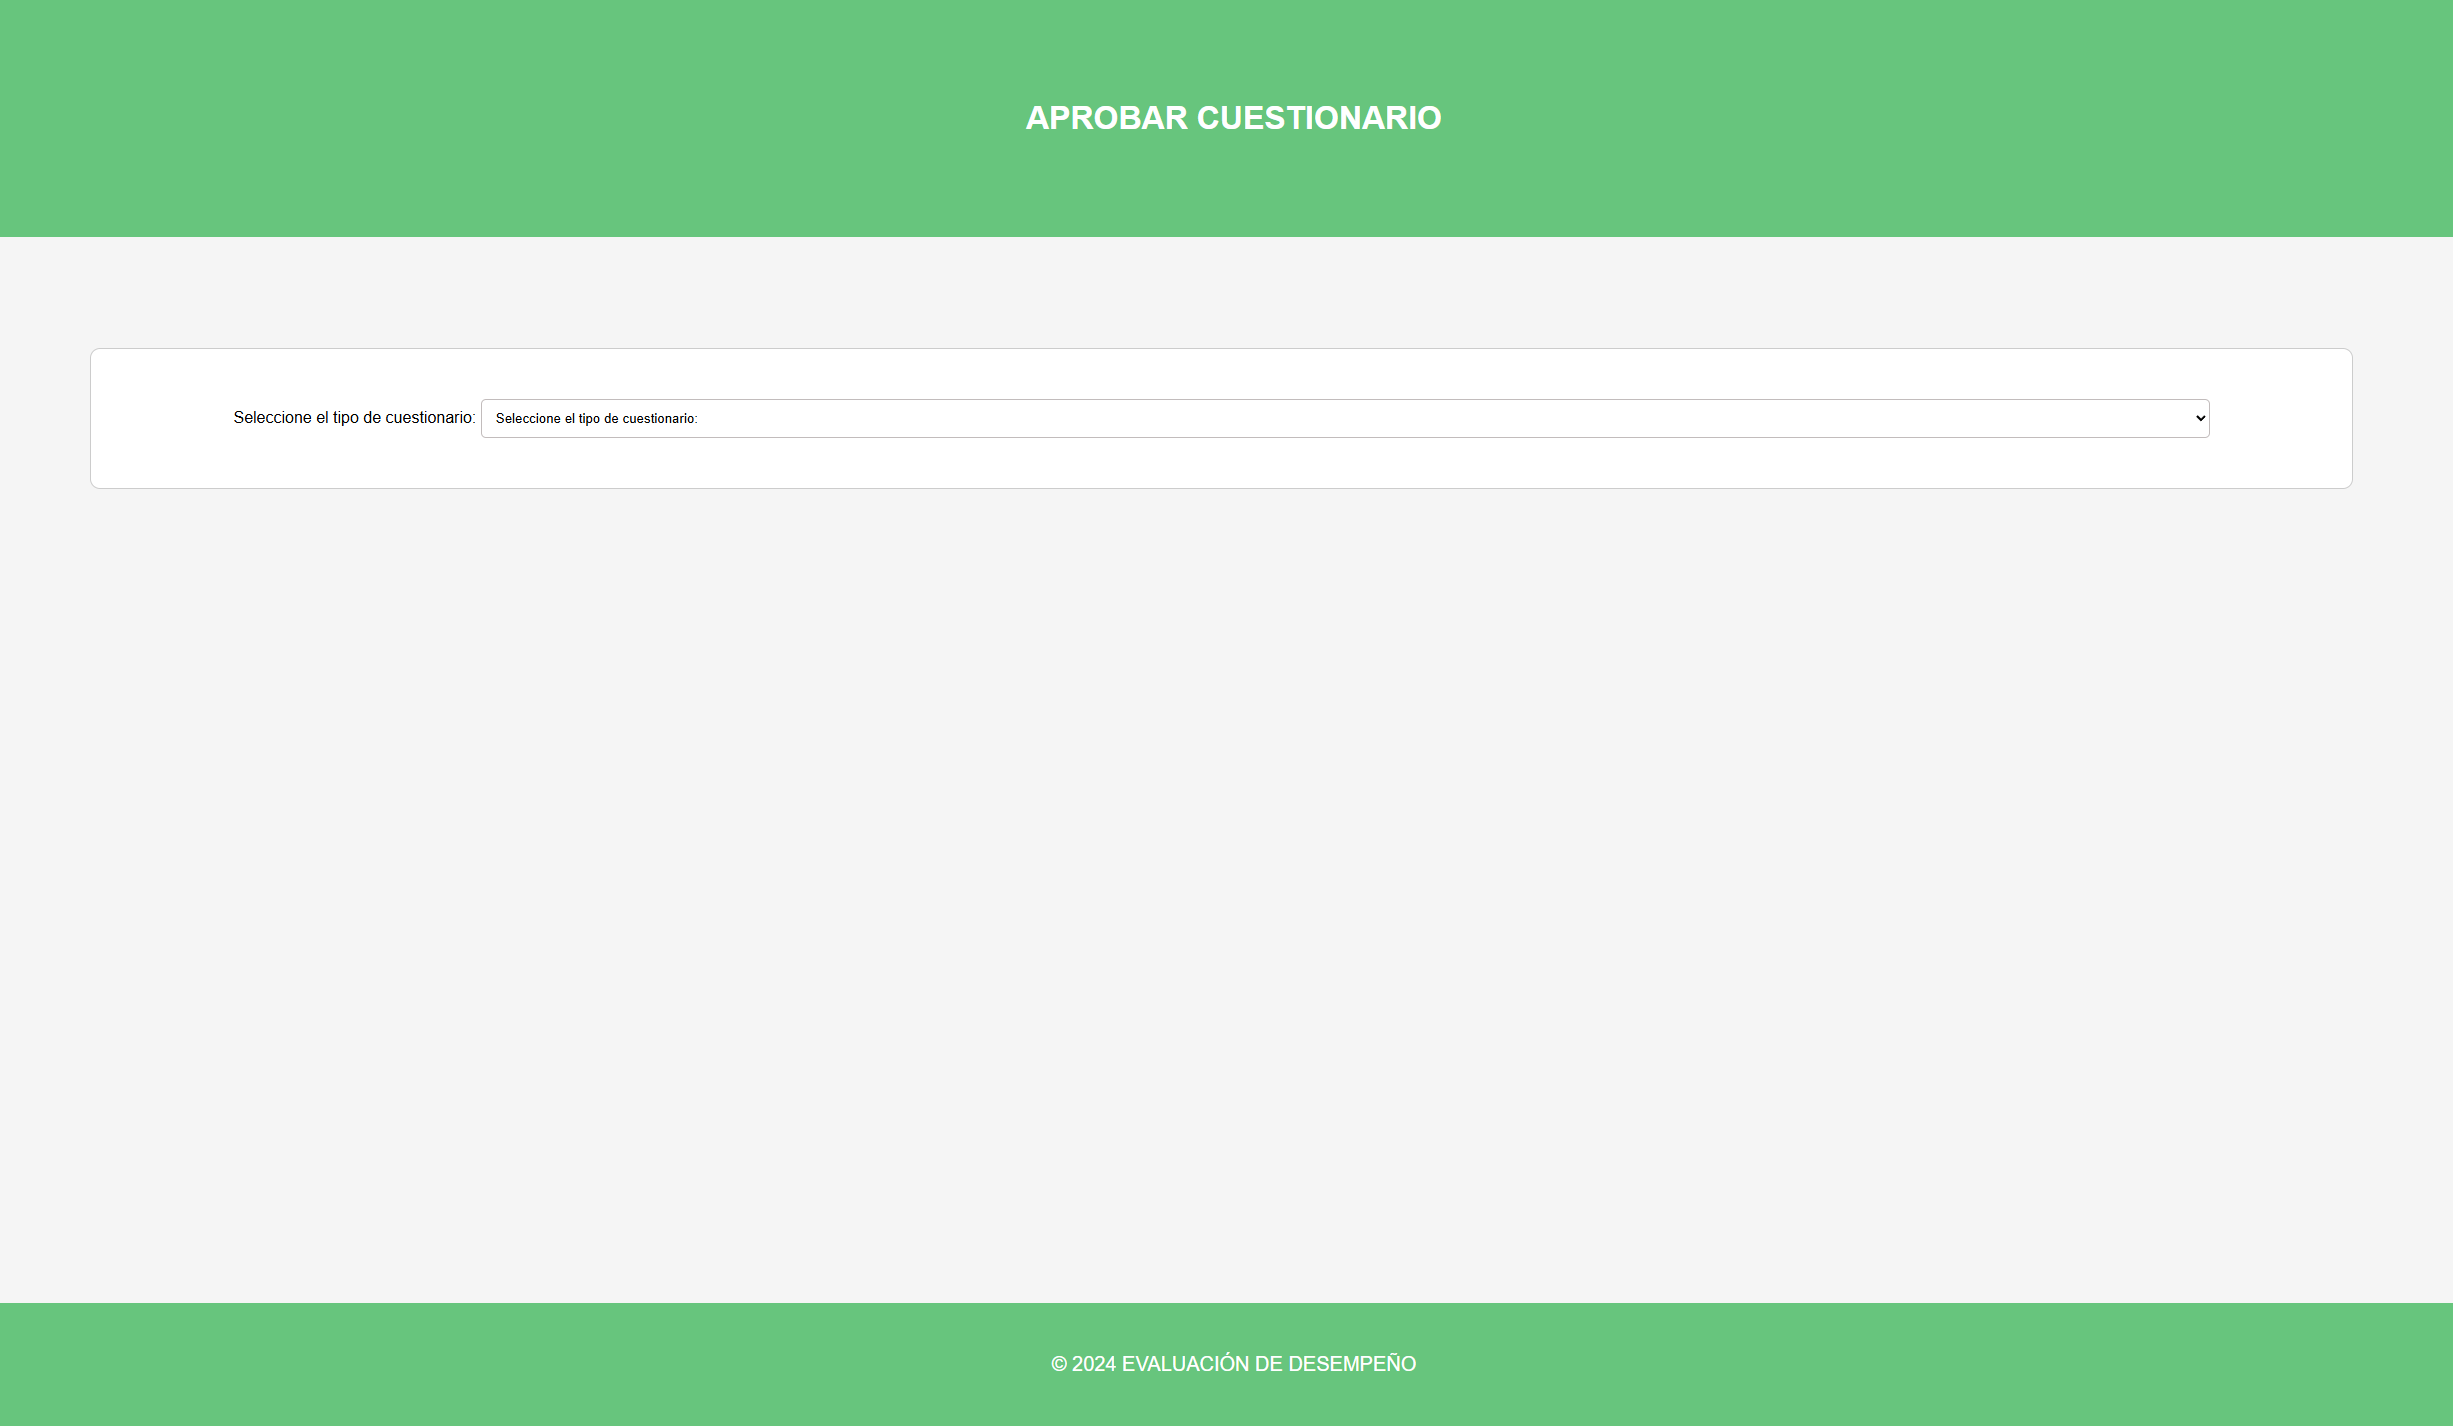 APROBAR CUESTIONARIO
Seleccione el tipo de cuestionario: Seleccione el tipo de cuestionario:
© 2024 EVALUACIÓN DE DESEMPEÑO